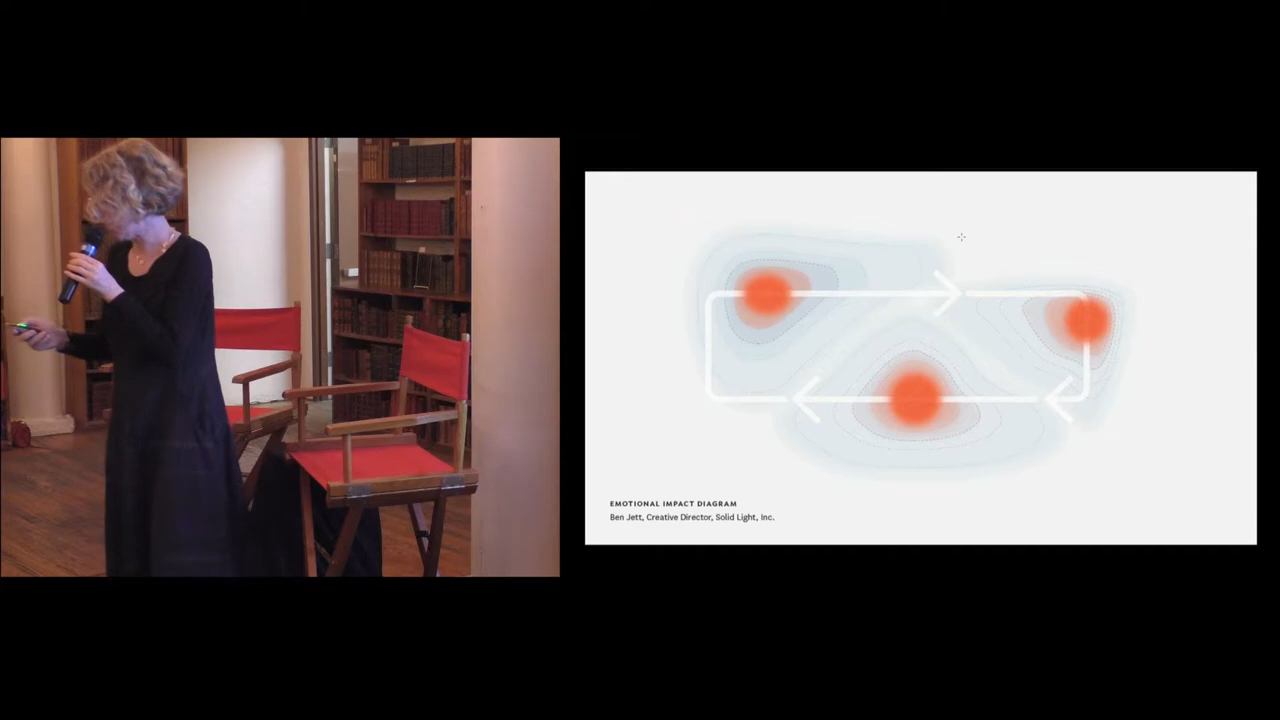 EMOTIONAL IMPACT DIAGRAM
Ben Jett, Creative Director, Solid Light, Inc.